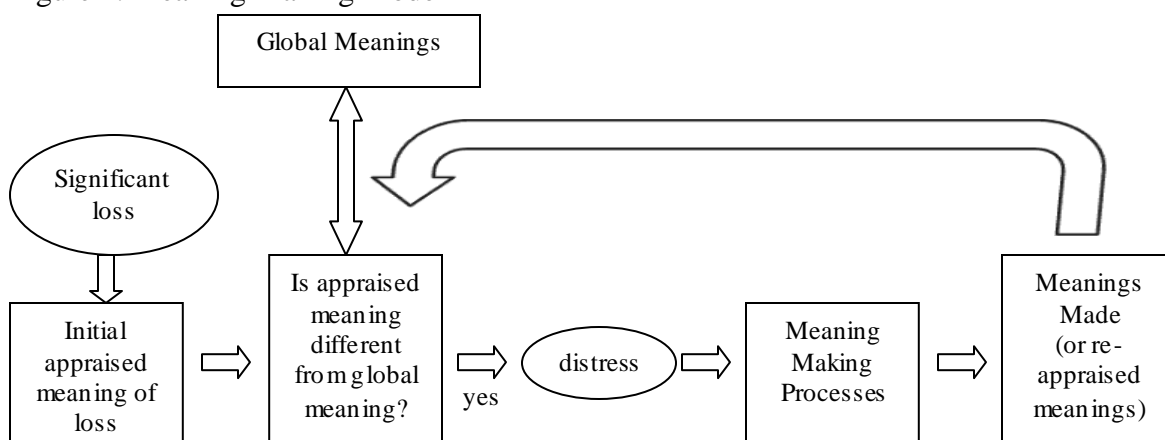 Global Meanings
Significant
loss
Initial
appraised
meaning of
loss
Is appraised
meaning
different
from global
meaning?
yes
distress
Meaning
Making
Processes
Meanings
Made
(or re-
appraised
meanings)